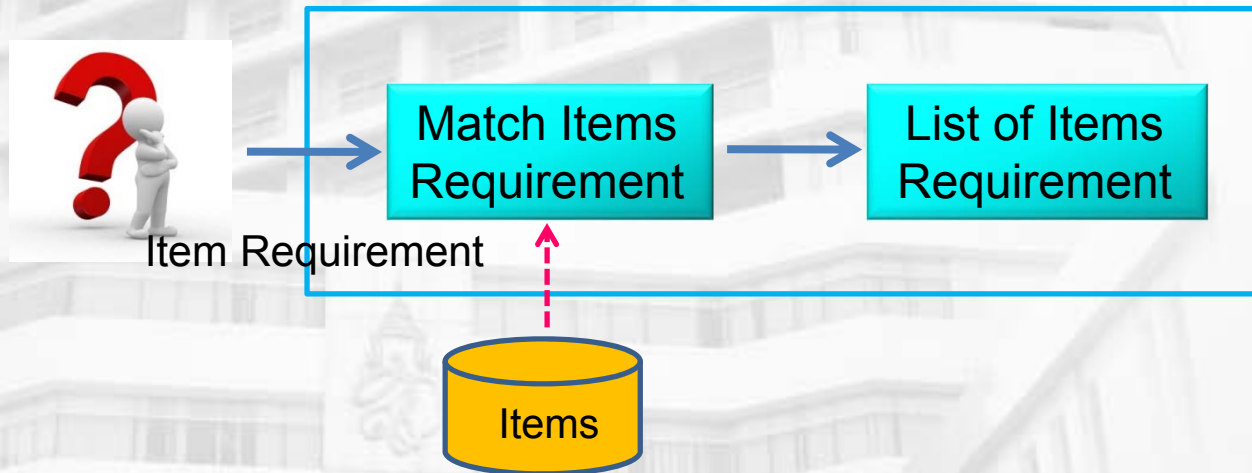 Match Items
Requirement
List of Items
Requirement
Item Requirement
Items